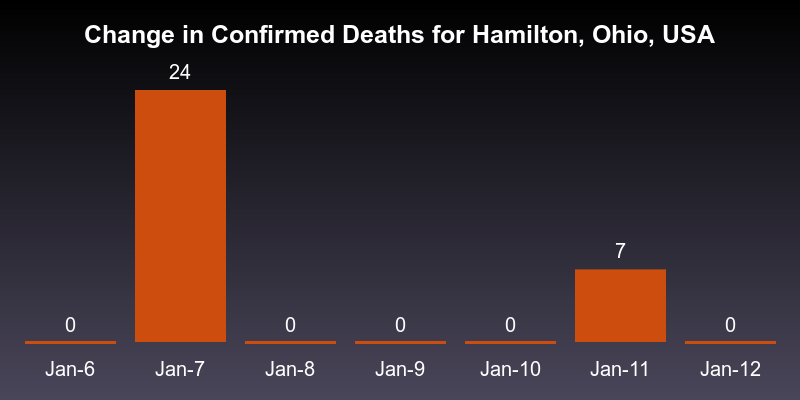 Change in Confirmed Deaths for Hamilton, Ohio, USA
24
7
0 0 0 0 0
Jan-6 Jan-7 Jan-8 Jan-9 Jan-10 Jan-11 Jan-12